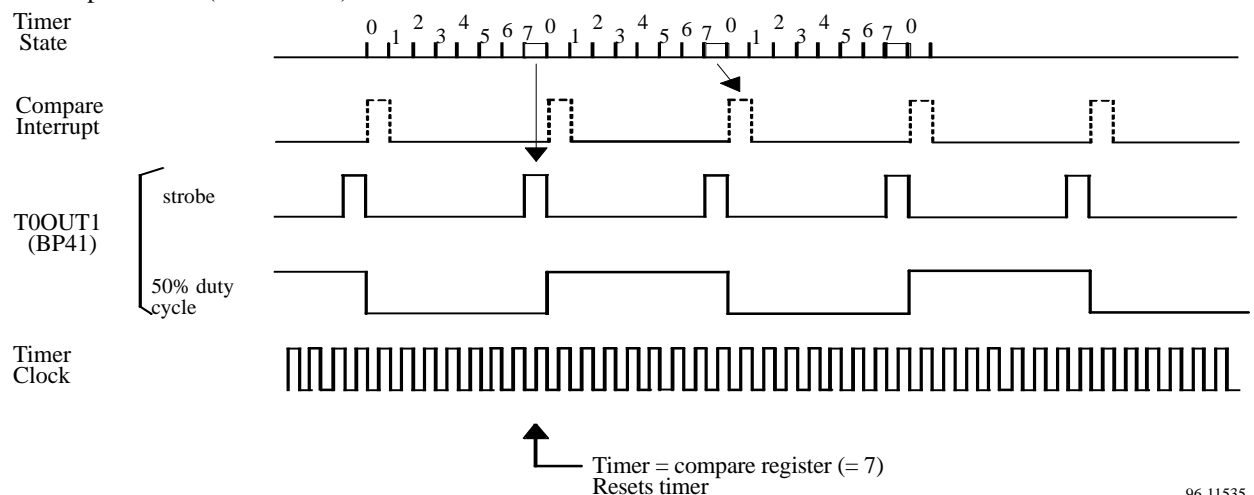 Timer
State
0 1 2 3 4 5 6 7 0 1 2 3 4 5 6 7 0 1 2 3 4 5 6 7 0
Compare
Interrupt
strobe
T0OUT1
(BP41)
50% duty
cycle
Timer
Clock
Timer = compare register (= 7)
Resets timer
96 11535